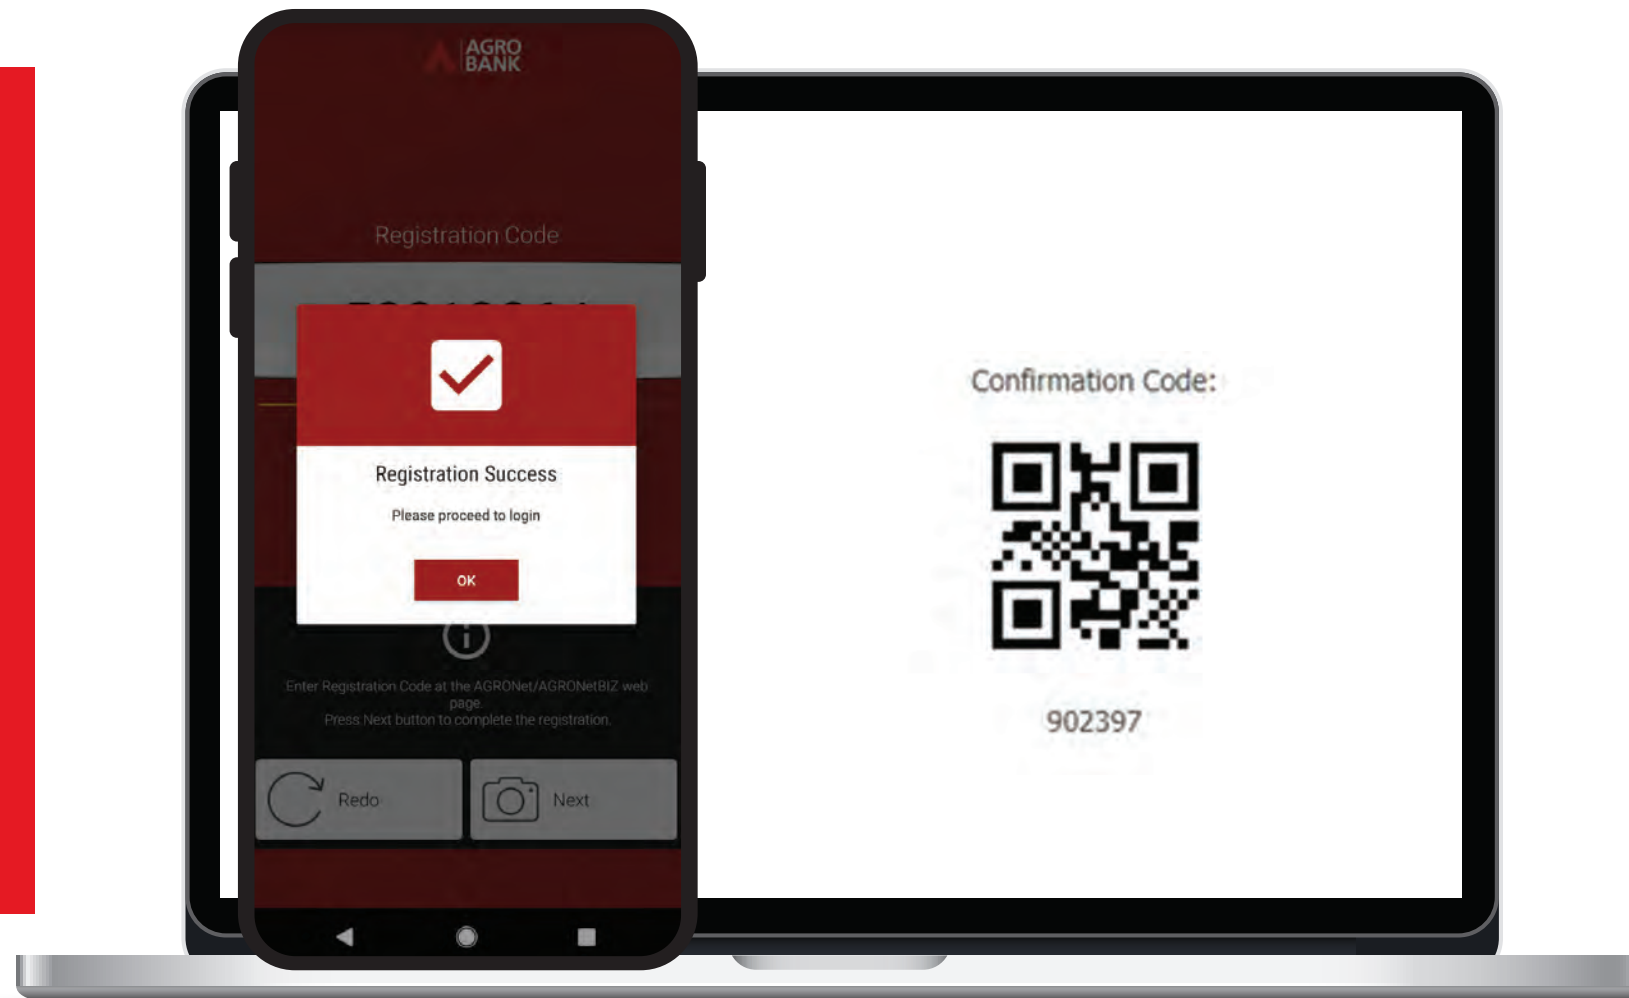 AGRO
BANK
Registration Code
Registration Success
Please proceed to login
OK
Enter Registration Code at the AGRONet/AGRONetBIZ web
page.
Press Next button to complete the registration.
Redo
Next
Confirmation Code:
902397